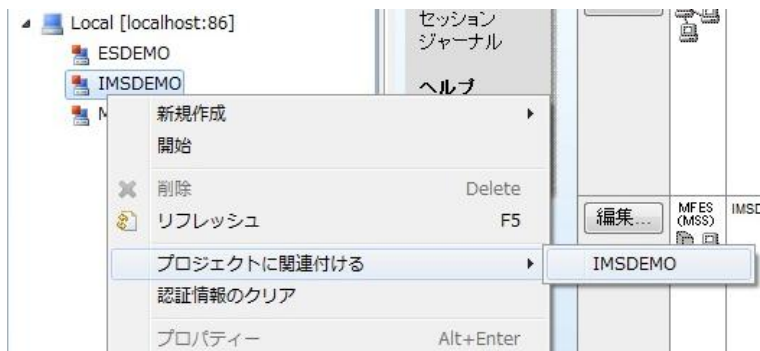 Local [localhost:86]
ESDEMO
IMSDEMO
セッション
ジャーナル
ヘルプ
新規作成
開始
削除 Delete
リフレッシュ F5
プロジェクトに関連付ける
IMSDEMO
認証情報のクリア
プロパティー Alt+Enter
編集...
MFES
(MSS)